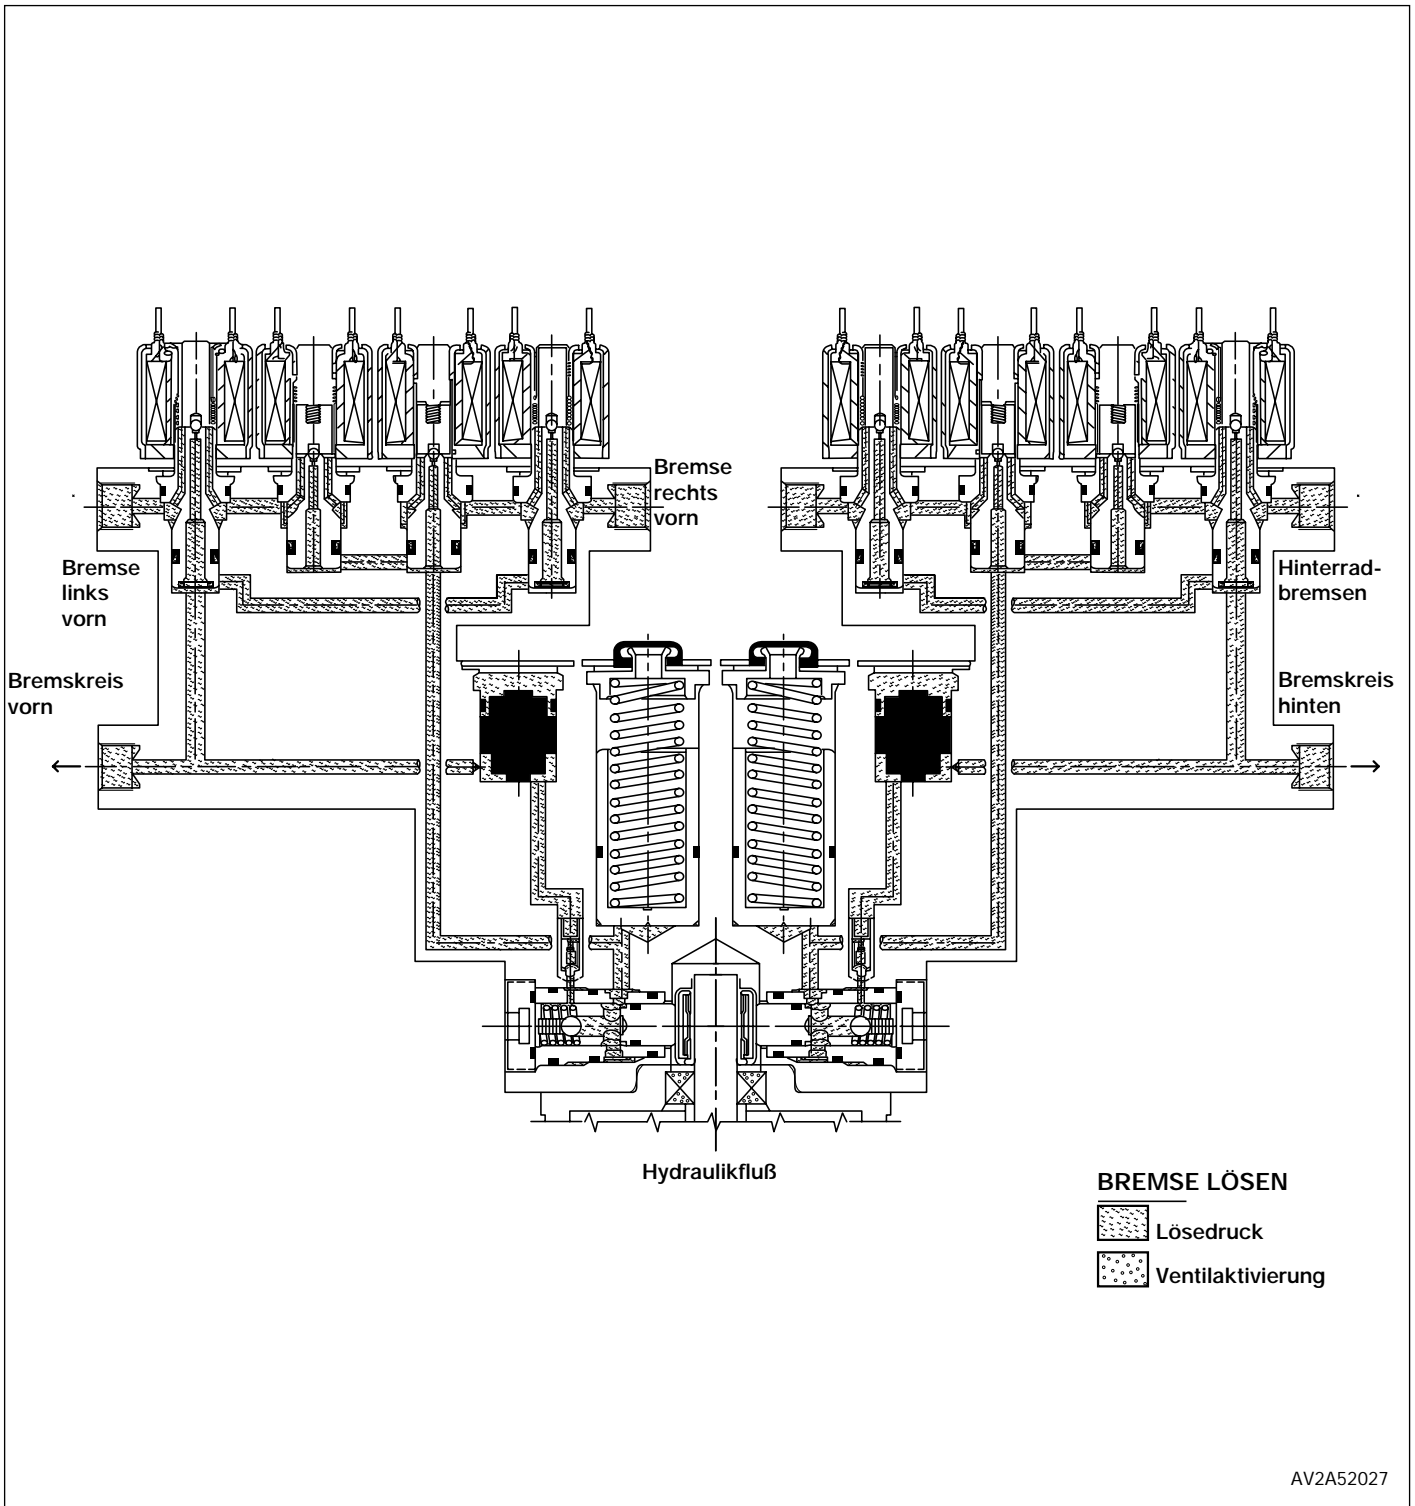 Bremse
rechts
vorn
Bremse
links
vorn
Hinterrad-
bremsen
Bremskreis
vorn
Bremskreis
hinten
Hydraulikfluß
BREMSE LÖSEN
Lösedruck
Ventilaktivierung
AV2A52027